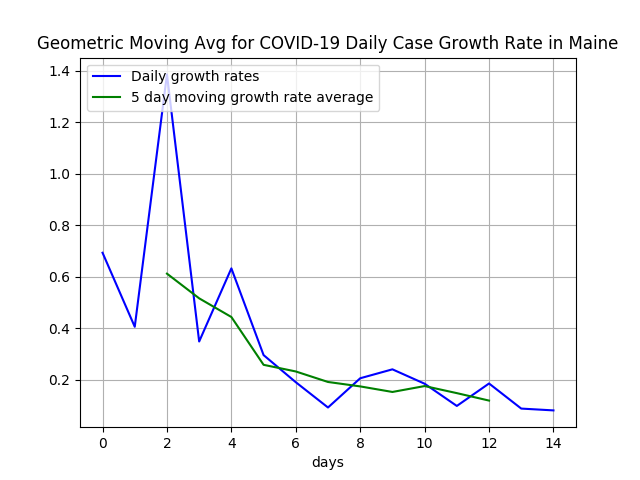 Geometric Moving Avg for COVID-19 Daily Case Growth Rate in Maine
Daily growth rates
5 day moving growth rate average
1.4
1.2
1.0
0.8
0.6
0.4
0.2
0 2 4 6 8 10 12 14
days